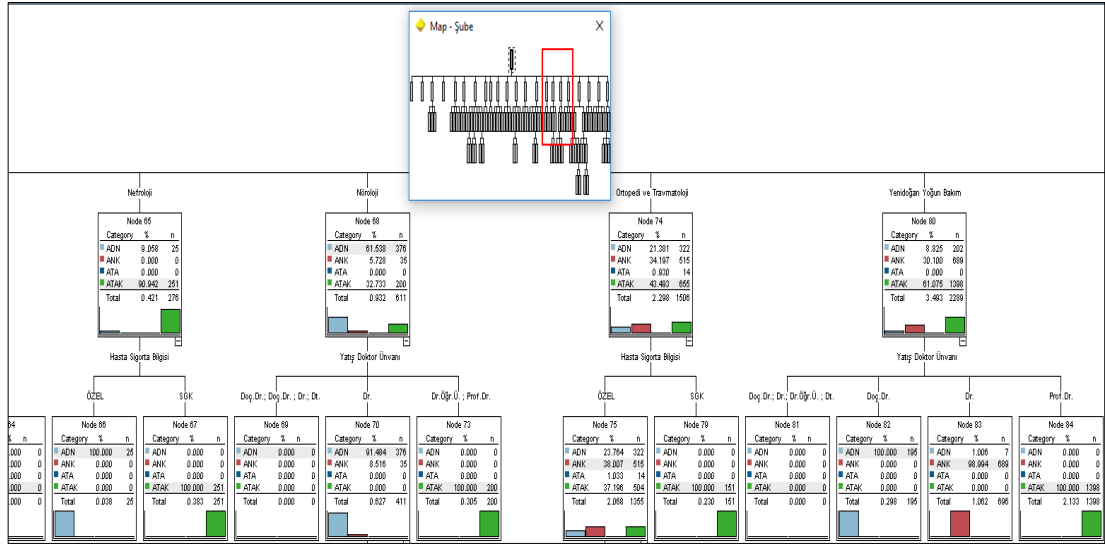 Map - Şube
Nefroloji
Nöroloji
Ortopedi ve Travmatoloji
Yenidoğan Yoğun Bakım
Node 65
Category % n
ADN 9.058 25
ANK 0.000 0
ATA 0.000 0
ATAK 90.942 251
Total 0.421 276
Node 68
Category % n
ADN 61.538 376
ANK 5.728 35
ATA 0.000 0
ATAK 32.733 200
Total 0.932 611
Node 74
Category % n
ADN 21.381 322
ANK 34.197 515
ATA 0.930 14
ATAK 43.493 655
Total 2.298 1506
Node 80
Category % n
ADN 8.825 202
ANK 30.100 689
ATA 0.000 0
ATAK 61.075 1398
Total 3.493 2289
Hasta Sigorta Bilgisi
Yatış Doktor Ünvanı
Hasta Sigorta Bilgisi
Yatış Doktor Ünvanı
ÖZEL
SGK
Doç.Dr.; Doç.Dr. ; Dr.; Dt.
Dr.
Dr.Öğr.Ü. ; Prof.Dr.
ÖZEL
SGK
Doç.Dr.; Dr.; Dr.Öğr.Ü. ; Dt.
Doç.Dr.
Dr.
Prof.Dr.
64
% n
.000 0
.000 0
.000 0
.000 0
.000 0
Node 66
Category % n
ADN 100.000 25
ANK 0.000 0
ATA 0.000 0
ATAK 0.000 0
Total 0.038 25
Node 67
Category % n
ADN 0.000 0
ANK 0.000 0
ATA 0.000 0
ATAK 100.000 251
Total 0.383 251
Node 69
Category % n
ADN 0.000 0
ANK 0.000 0
ATA 0.000 0
ATAK 0.000 0
Total 0.000 0
Node 70
Category % n
ADN 91.484 376
ANK 8.516 35
ATA 0.000 0
ATAK 0.000 0
Total 0.627 411
Node 73
Category % n
ADN 0.000 0
ANK 0.000 0
ATA 0.000 0
ATAK 100.000 200
Total 0.305 200
Node 75
Category % n
ADN 23.764 322
ANK 38.007 515
ATA 1.033 14
ATAK 37.196 504
Total 2.068 1355
Node 79
Category % n
ADN 0.000 0
ANK 0.000 0
ATA 0.000 0
ATAK 100.000 151
Total 0.230 151
Node 81
Category % n
ADN 0.000 0
ANK 0.000 0
ATA 0.000 0
ATAK 0.000 0
Total 0.298 0
Node 82
Category % n
ADN 100.000 195
ANK 0.000 0
ATA 0.000 0
ATAK 0.000 0
Total 0.298 195
Node 83
Category % n
ADN 1.006 7
ANK 98.994 689
ATA 0.000 0
ATAK 0.000 0
Total 1.062 696
Node 84
Category % n
ADN 0.000 0
ANK 0.000 0
ATA 0.000 0
ATAK 100.000 1398
Total 2.133 1398